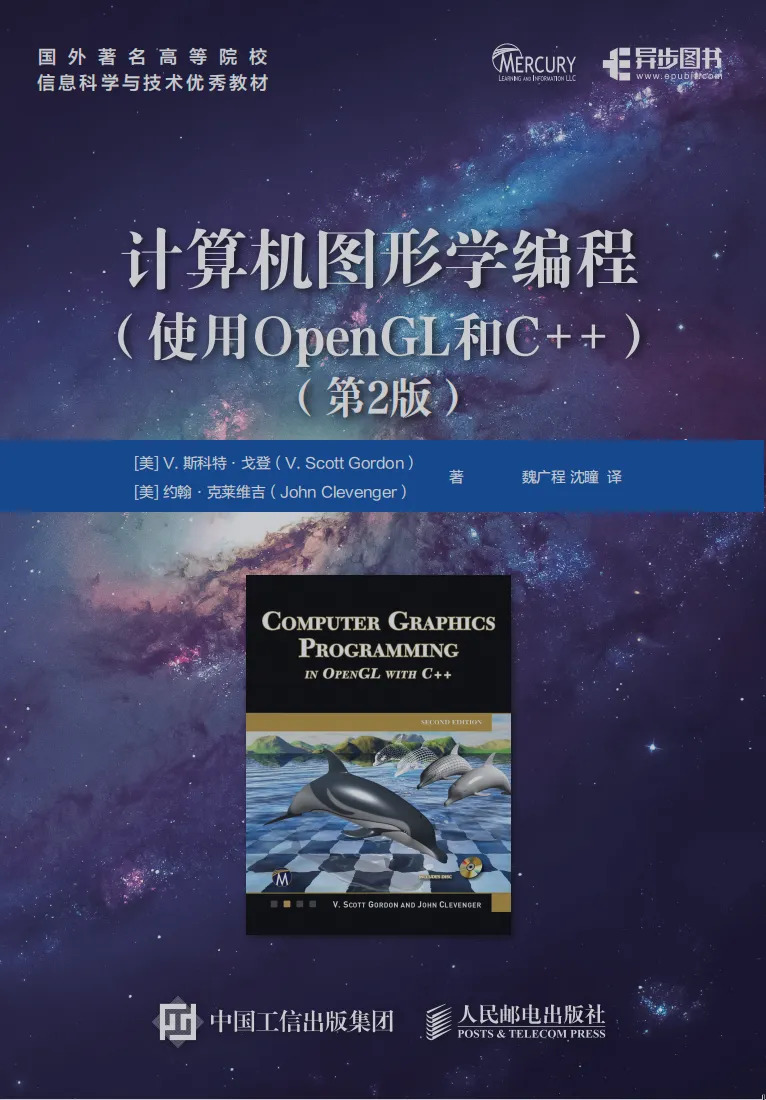 国外著名高等院校
信息科学与技术优秀教材
MERCURY
LEARNING AND INFORMATION LLC
异步图书
www.epubit.com
计算机图形学编程
（使用OpenGL和C++）
（第2版）
[美] V. 斯科特·戈登（V. Scott Gordon）
[美] 约翰·克莱维吉（John Clevenger）
著
魏广程 沈瞳 译
COMPUTER GRAPHICS
PROGRAMMING
IN OPENGL WITH C++
SECOND EDITION
INCLUDES DISC
M
V. SCOTT GORDON AND JOHN CLEVENGER
中国工信出版集团
人民邮电出版社
POSTS & TELECOM PRESS